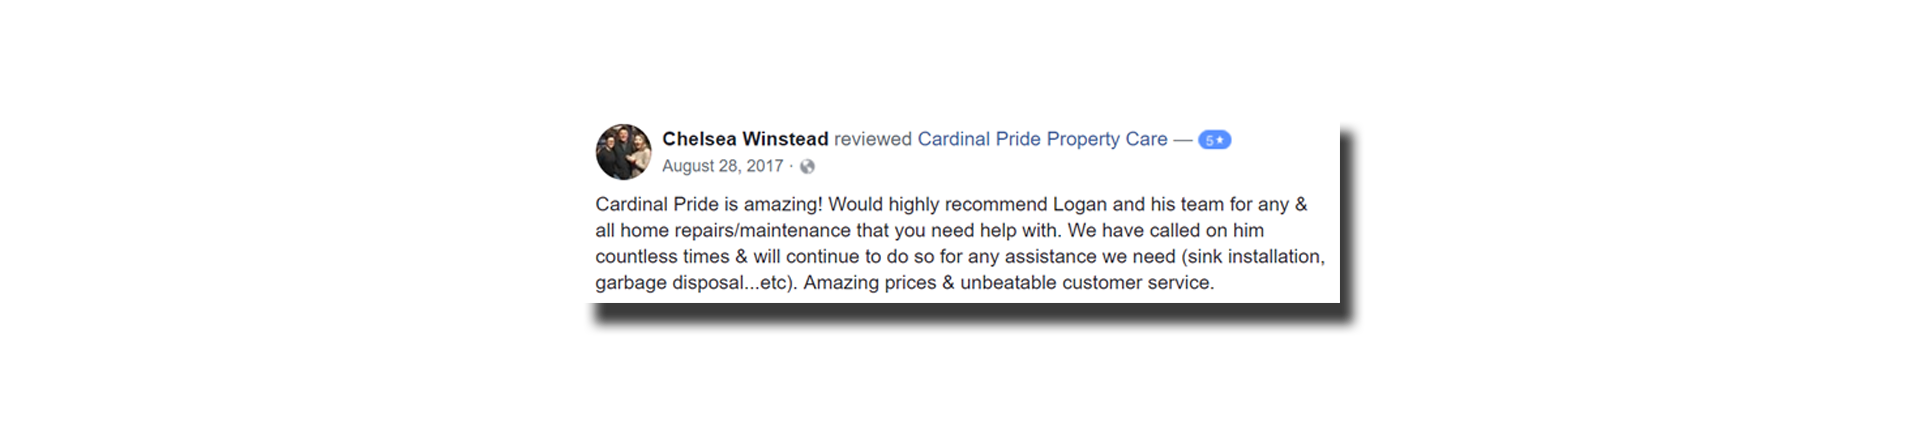 Chelsea Winstead reviewed Cardinal Pride Property Care — 5★
August 28, 2017 ·
Cardinal Pride is amazing! Would highly recommend Logan and his team for any &
all home repairs/maintenance that you need help with. We have called on him
countless times & will continue to do so for any assistance we need (sink installation,
garbage disposal...etc). Amazing prices & unbeatable customer service.